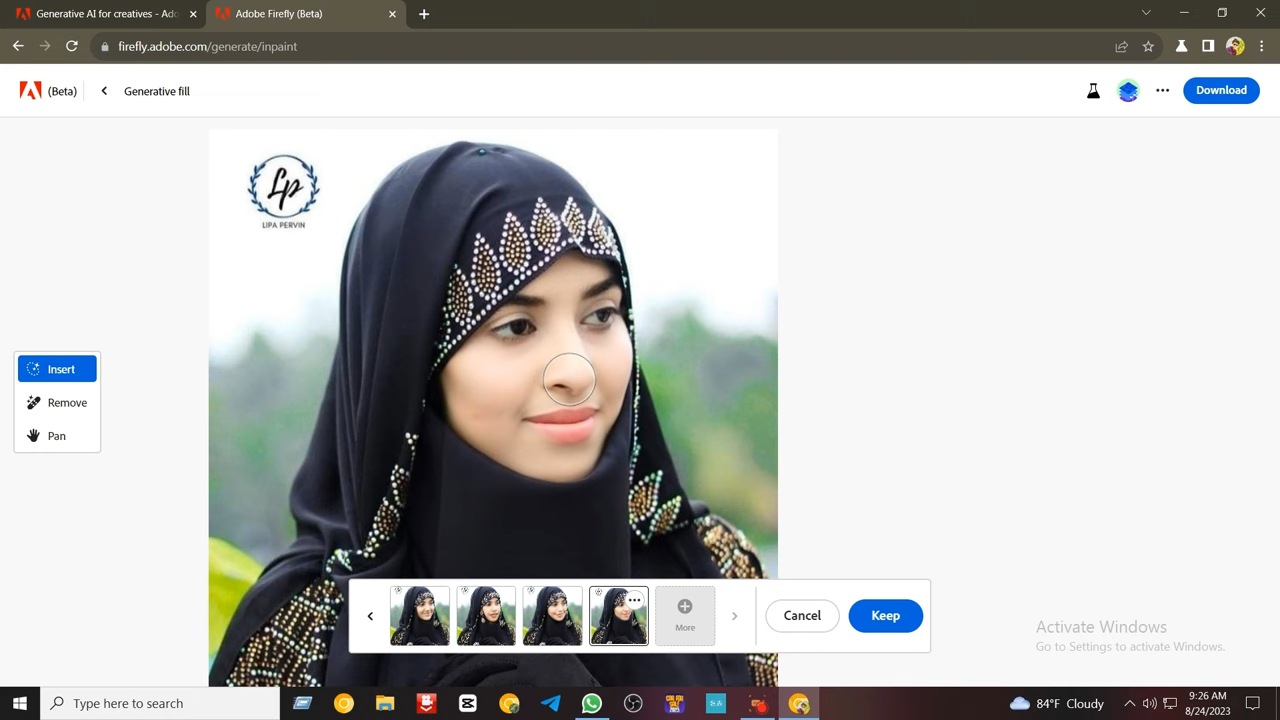 Generative AI for creatives - Ado
Adobe Firefly (Beta)
firefly.adobe.com/generate/inpaint
(Beta)
Generative fill
Download
Lp
LIPA PERVIN
Insert
Remove
Pan
More
Cancel
Keep
Activate Windows
Go to Settings to activate Windows.
Type here to search
84°F Cloudy
9:26 AM
8/24/2023